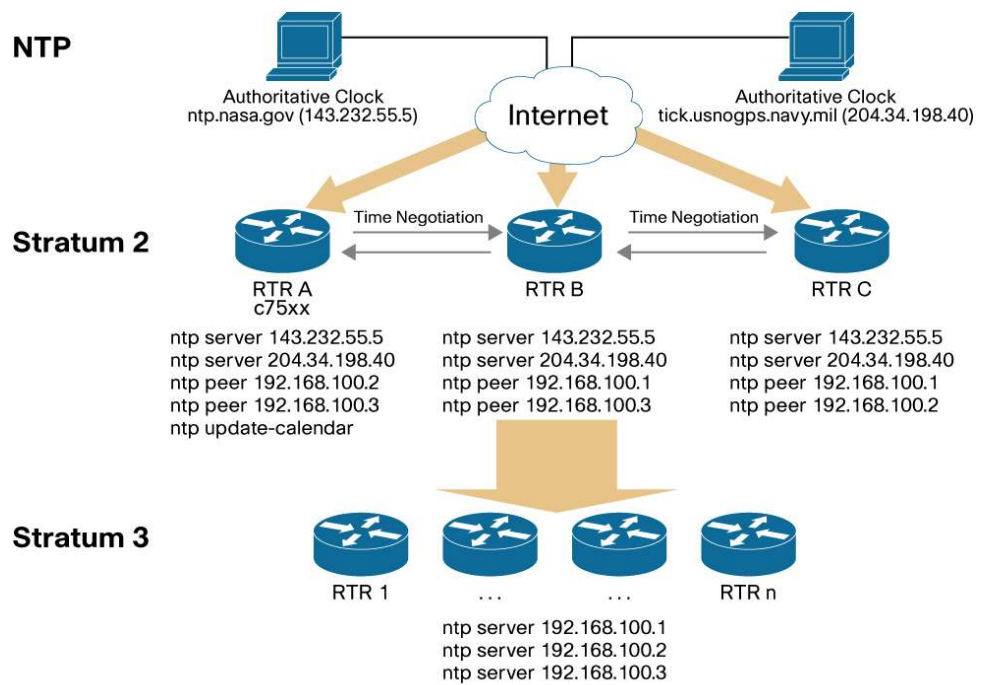 NTP
Authoritative Clock
ntp.nasa.gov (143.232.55.5)
Internet
Authoritative Clock
tick.usnogps.navy.mil (204.34.198.40)
Stratum 2
Time Negotiation
Time Negotiation
RTR A
c75xx
RTR B
RTR C
ntp server 143.232.55.5
ntp server 204.34.198.40
ntp peer 192.168.100.2
ntp peer 192.168.100.3
ntp update-calendar
ntp server 143.232.55.5
ntp server 204.34.198.40
ntp peer 192.168.100.1
ntp peer 192.168.100.3
ntp server 143.232.55.5
ntp server 204.34.198.40
ntp peer 192.168.100.1
ntp peer 192.168.100.2
Stratum 3
RTR 1
...
...
RTR n
ntp server 192.168.100.1
ntp server 192.168.100.2
ntp server 192.168.100.3